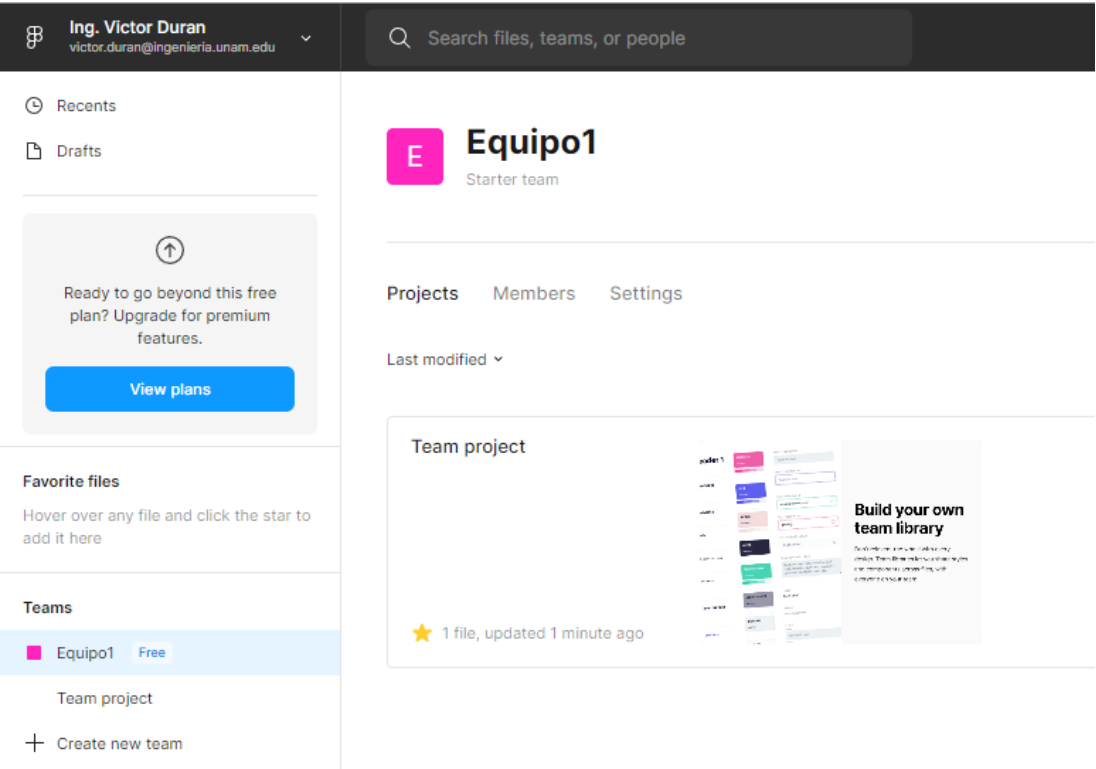 Ing. Victor Duran
victor.duran@ingenieria.unam.edu
Search files, teams, or people
Recents
Drafts
Ready to go beyond this free
plan? Upgrade for premium
features.
View plans
Favorite files
Hover over any file and click the star to
add it here
Teams
Equipo1 Free
Team project
Create new team
E
Equipo1
Starter team
Projects Members Settings
Last modified
Team project
Build your own
team library
1 file, updated 1 minute ago